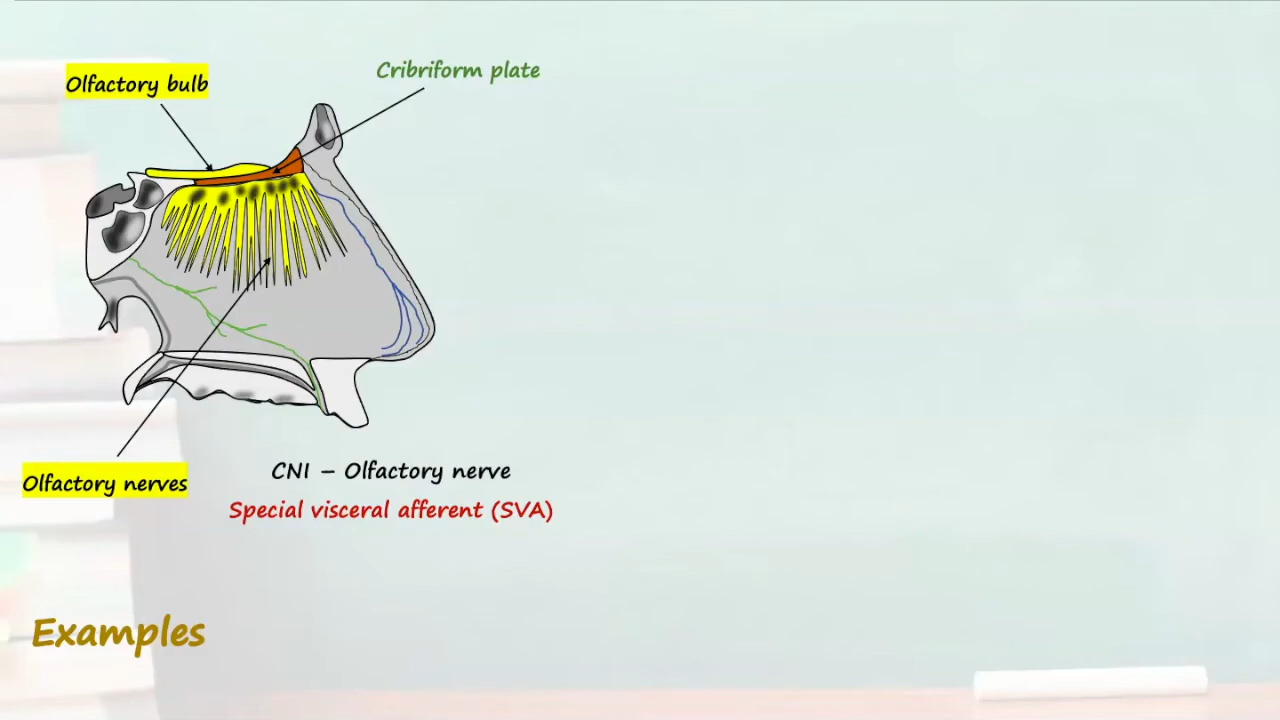 Olfactory bulb
Cribriform plate
Olfactory nerves
CNI – Olfactory nerve
Special visceral afferent (SVA)
Examples